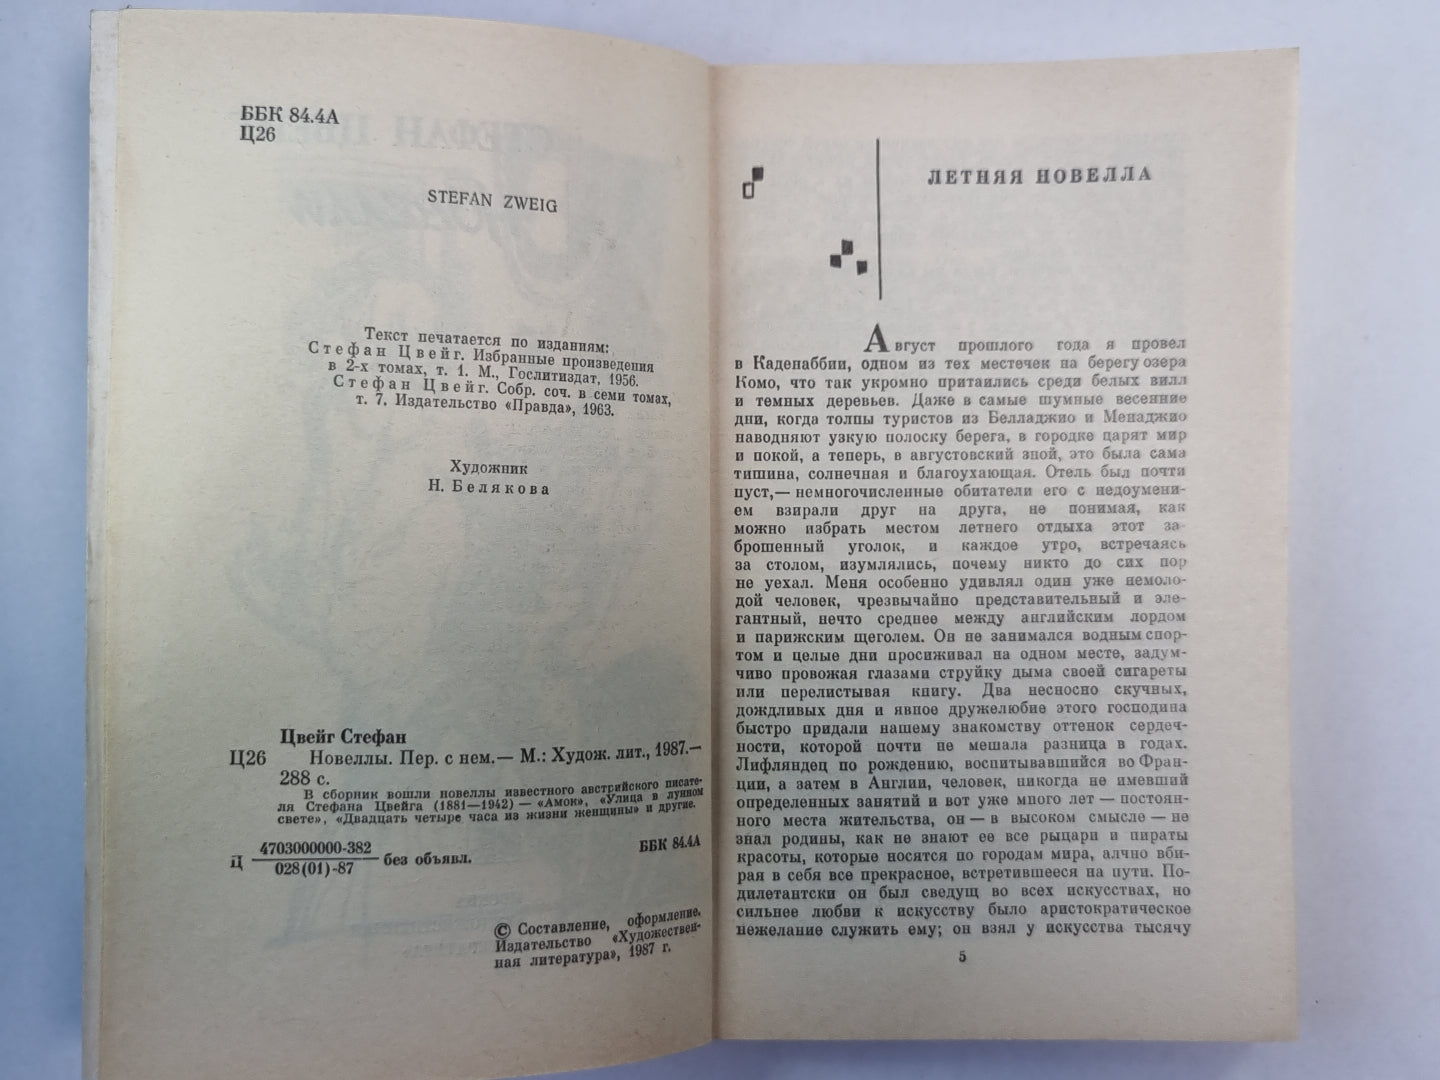 ББК 84.4А
Ц26
STEFAN ZWEIG
Текст печатается по изданиям:
Стефан Цвейг. Избранные произведения
в 2-х томах, т. 1. М., Гослитиздат, 1956.
Стефан Цвейг. Собр. соч. в семи томах,
т. 7. Издательство «Правда», 1963.
Художник
Н. Белякова
Цвейг Стефан
Ц26 Новеллы. Пер. с нем.— М.: Худож. лит., 1987.—
288 с.
В сборник вошли новеллы известного австрийского писате-
ля Стефана Цвейга (1881—1942) — «Амок», «Улица в лунном
свете», «Двадцать четыре часа из жизни женщины» и другие.
Ц 4703000000-382
028(01)-87 без объявл.
ББК 84.4А
© Составление, оформление.
Издательство «Художествен-
ная литература», 1987 г.
ЛЕТНЯЯ НОВЕЛЛА
Август прошлого года я провел
в Каденаббии, одном из тех местечек на берегу озера
Комо, что так укромно притаились среди белых вилл
и темных деревьев. Даже в самые шумные весенние
дни, когда толпы туристов из Белладжио и Менаджио
наводняют узкую полоску берега, в городке царят мир
и покой, а теперь, в августовский зной, это была сама
тишина, солнечная и благоухающая. Отель был почти
пуст,— немногочисленные обитатели его с недоумени-
ем взирали друг на друга, не понимая, как
можно избрать местом летнего отдыха этот за-
брошенный уголок, и каждое утро, встречаясь
за столом, изумлялись, почему никто до сих пор
не уехал. Меня особенно удивлял один уже немоло-
дой человек, чрезвычайно представительный и эле-
гантный, нечто среднее между английским лордом
и парижским щеголем. Он не занимался водным спор-
том и целые дни просиживал на одном месте, задум-
чиво провожая глазами струйку дыма своей сигареты
или перелистывая книгу. Два несносно скучных,
дождливых дня и явное дружелюбие этого господина
быстро придали нашему знакомству оттенок сердеч-
ности, которой почти не мешала разница в годах.
Лифляндец по рождению, воспитывавшийся во Фран-
ции, а затем в Англии, человек, никогда не имевший
определенных занятий и вот уже много лет — постоян-
ного места жительства, он — в высоком смысле — не
знал родины, как не знают ее все рыцари и пираты
красоты, которые носятся по городам мира, алчно вби-
рая в себя все прекрасное, встретившееся на пути. По-
дилетантски он был сведущ во всех искусствах, но
сильнее любви к искусству было аристократическое
нежелание служить ему; он взял у искусства тысячу
5